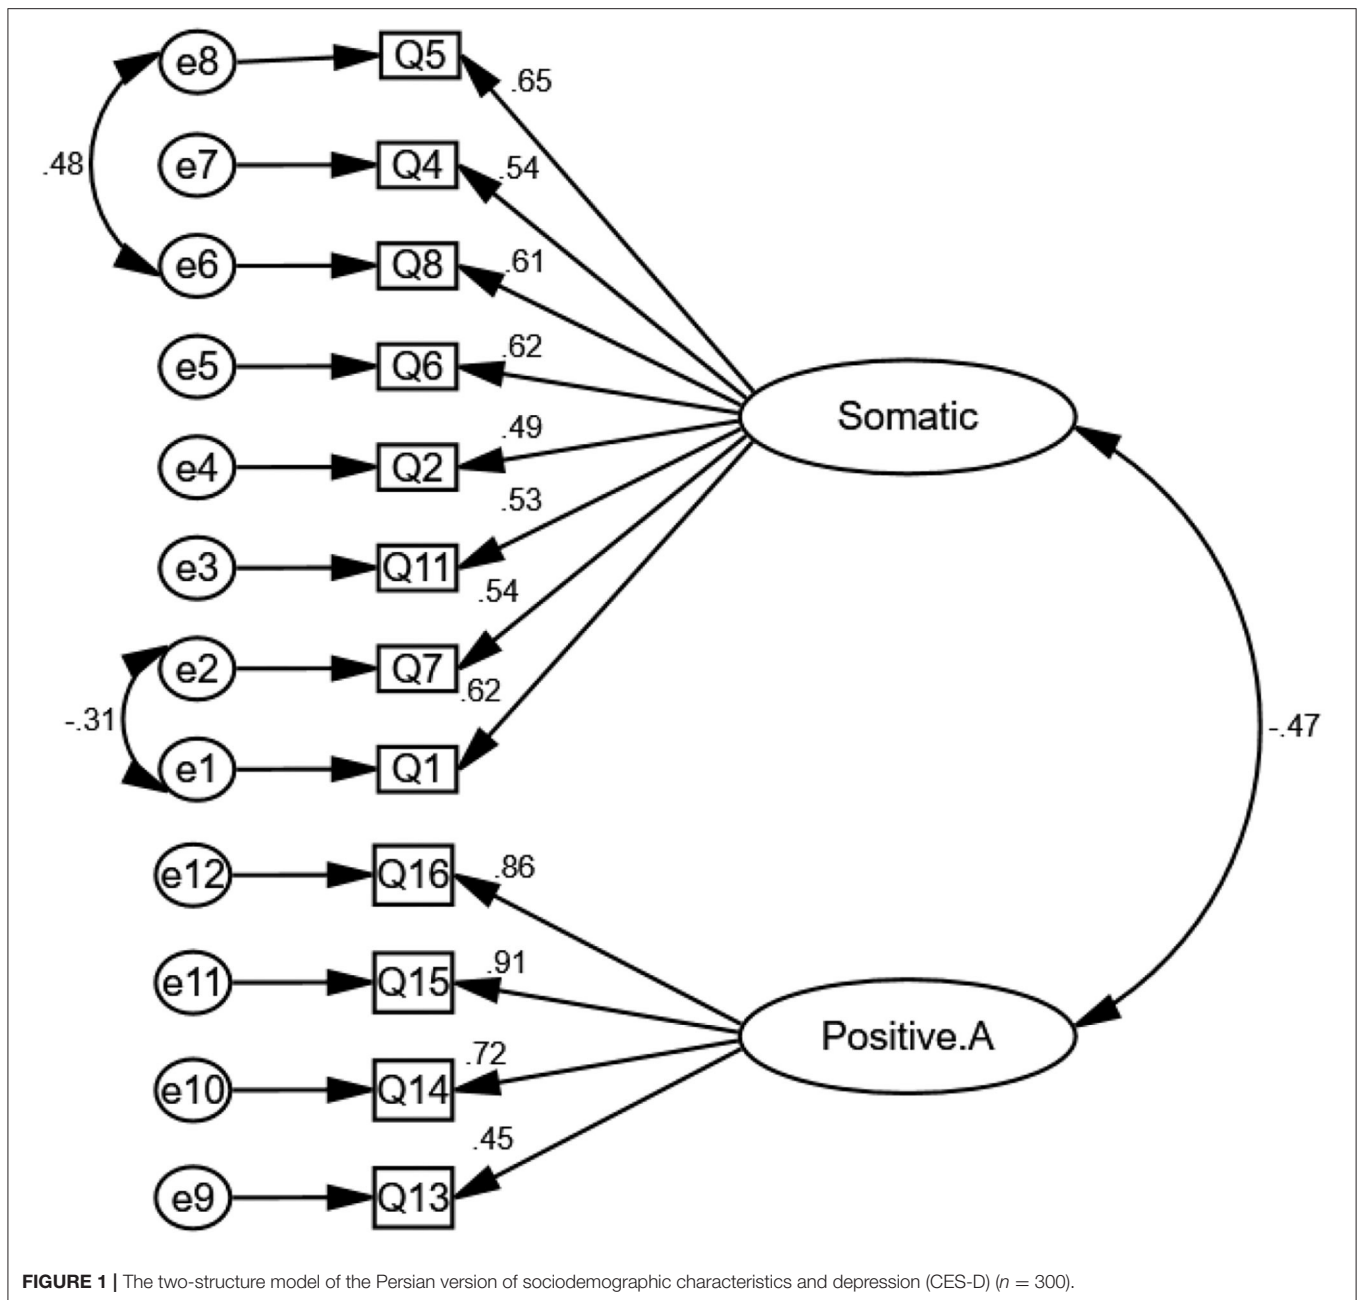 e8 Q5 .65
e7 Q4 .54
.48
e6 Q8 .61
e5 Q6 .62
e4 Q2 .49
e3 Q11 .53
e2 Q7 .54
-.31
e1 Q1 .62
Somatic
-.47
e12 Q16 .86
e11 Q15 .91
e10 Q14 .72
e9 Q13 .45
Positive.A
FIGURE 1 | The two-structure model of the Persian version of sociodemographic characteristics and depression (CES-D) (n = 300).